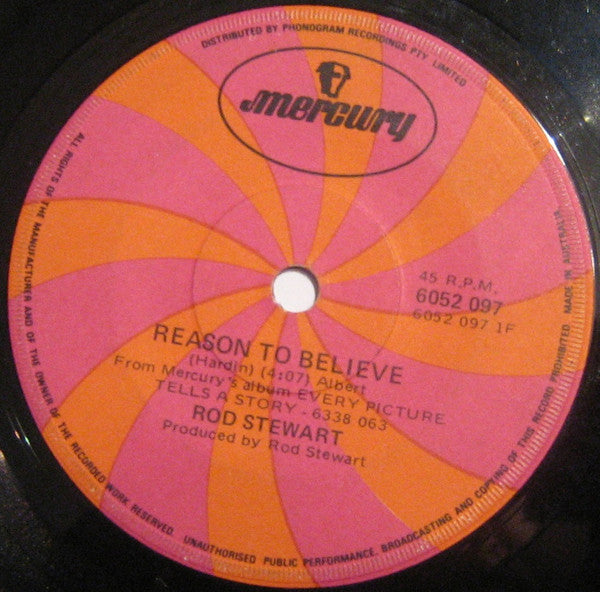 DISTRIBUTED BY PHONOGRAM RECORDINGS PTY. LIMITED
mercury
45 R.P.M.
6052 097
6052 097 1F
MADE IN AUSTRALIA
REASON TO BELIEVE
(Hardin) (4:07) Albert
From Mercury's album EVERY PICTURE
TELLS A STORY - 6338 063
ROD STEWART
Produced by Rod Stewart
ALL RIGHTS OF THE MANUFACTURER AND OF THE OWNER OF THE RECORDED WORK RESERVED. UNAUTHORISED PUBLIC PERFORMANCE, BROADCASTING AND COPYING OF THIS RECORD PROHIBITED.